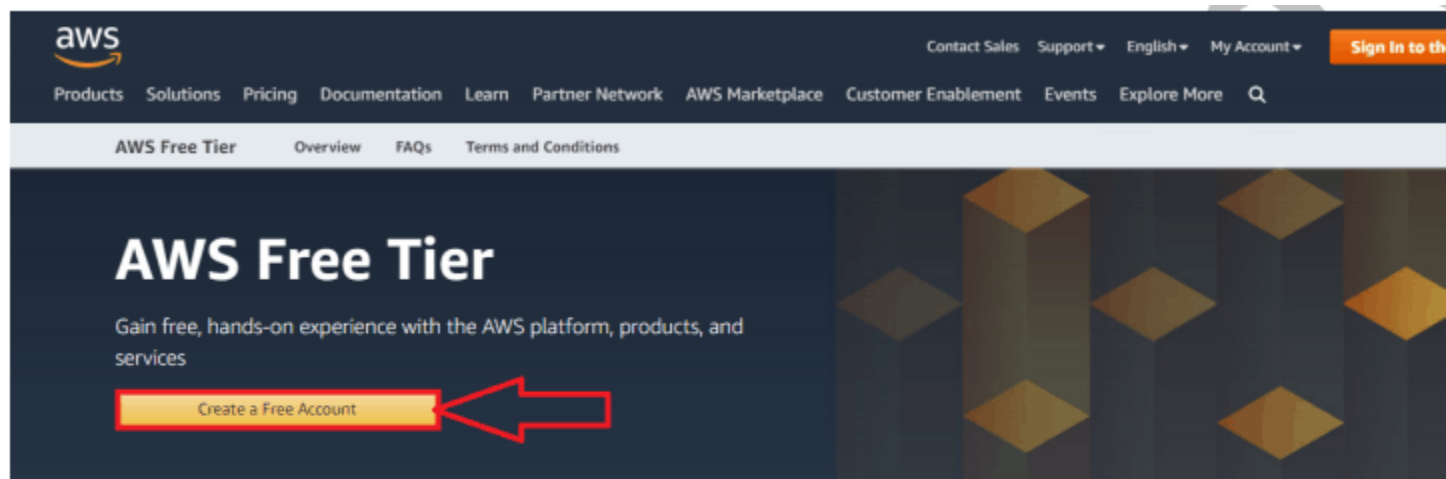 aws
Contact Sales Support English My Account Sign In to th
Products Solutions Pricing Documentation Learn Partner Network AWS Marketplace Customer Enablement Events Explore More
AWS Free Tier Overview FAQs Terms and Conditions
AWS Free Tier
Gain free, hands-on experience with the AWS platform, products, and
services
Create a Free Account